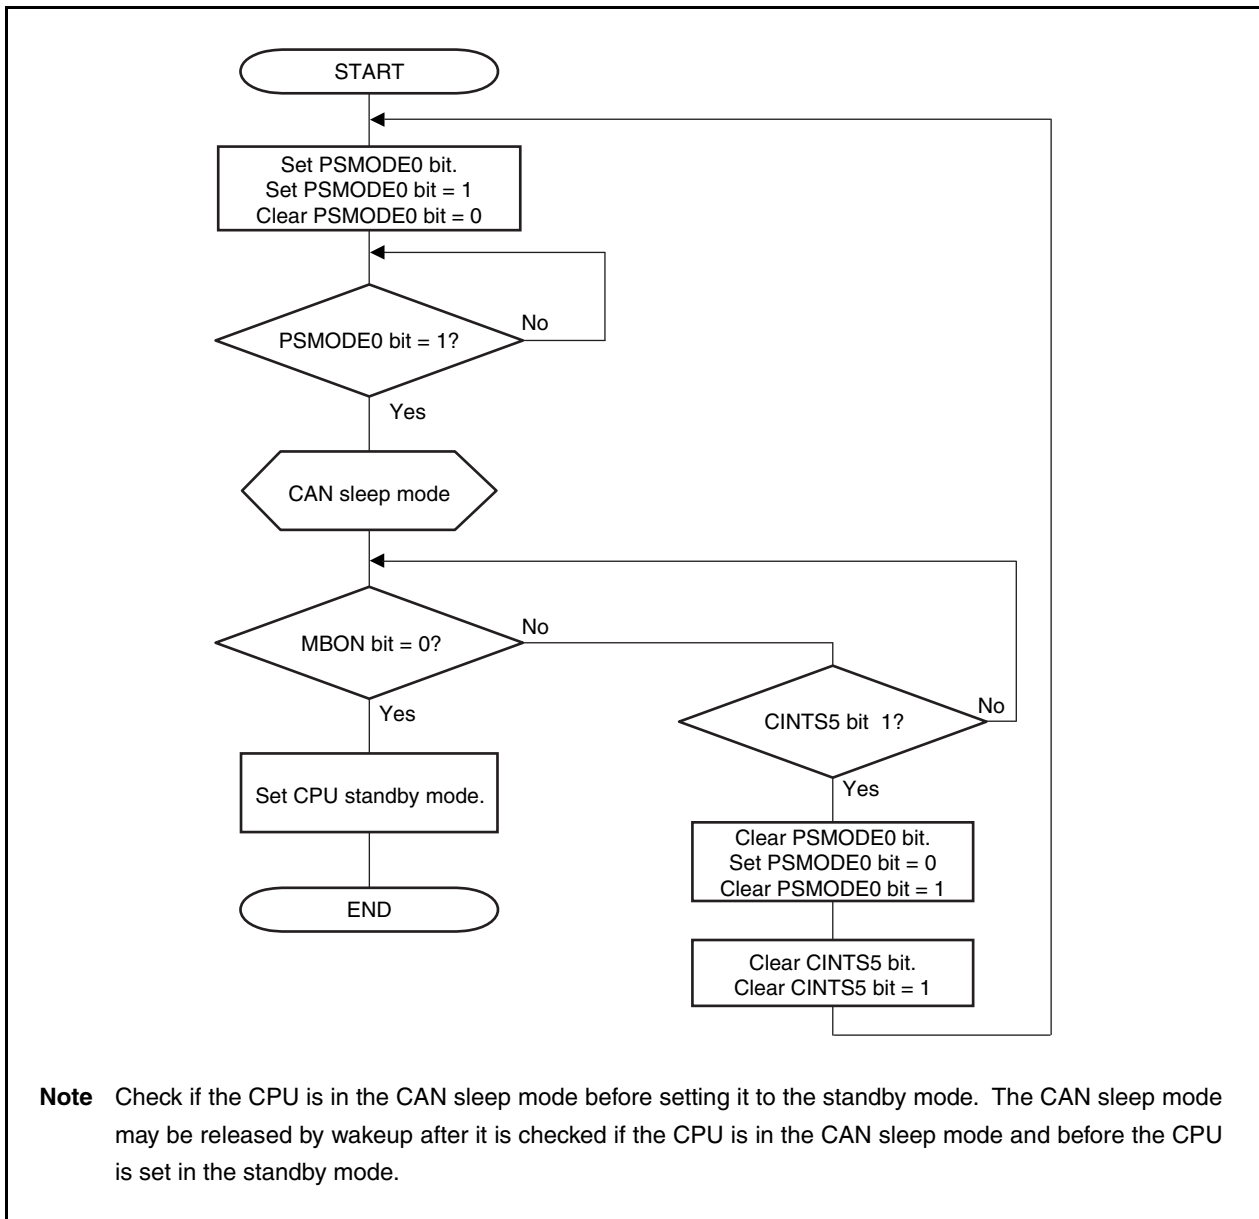 START
Set PSMODE0 bit.
Set PSMODE0 bit = 1
Clear PSMODE0 bit = 0
No
PSMODE0 bit = 1?
Yes
CAN sleep mode
No
MBON bit = 0?
Yes
No
CINTS5 bit  1?
Yes
Set CPU standby mode.
Clear PSMODE0 bit.
Set PSMODE0 bit = 0
Clear PSMODE0 bit = 1
END
Clear CINTS5 bit.
Clear CINTS5 bit = 1
Note Check if the CPU is in the CAN sleep mode before setting it to the standby mode. The CAN sleep mode
may be released by wakeup after it is checked if the CPU is in the CAN sleep mode and before the CPU
is set in the standby mode.